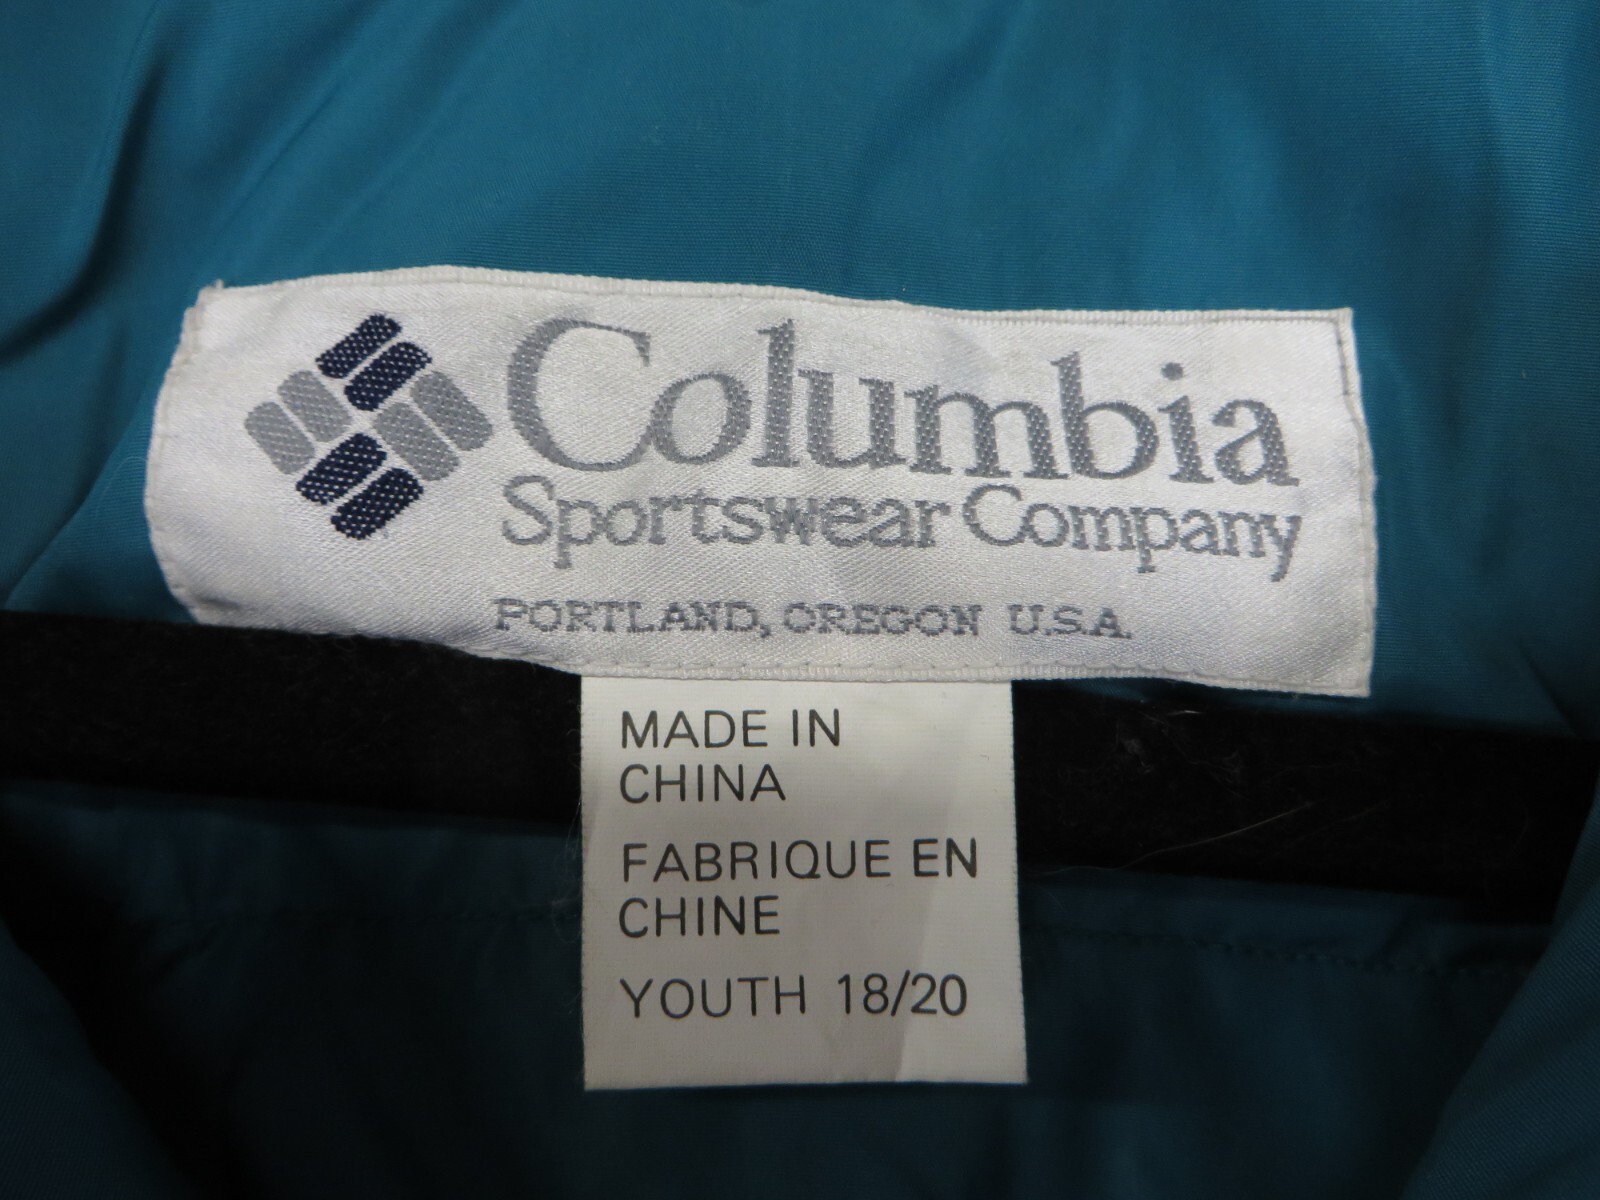 Columbia
Sportswear Company
PORTLAND, OREGON U.S.A.
MADE IN
CHINA
FABRIQUE EN
CHINE
YOUTH 18/20